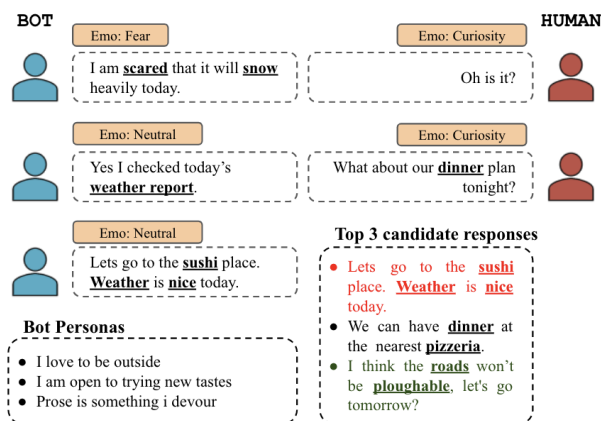 BOT
HUMAN
Emo: Fear
Emo: Curiosity
I am scared that it will snow
heavily today.
Oh is it?
Emo: Neutral
Emo: Curiosity
Yes I checked today's
weather report.
What about our dinner plan
tonight?
Emo: Neutral
Lets go to the sushi place.
Weather is nice today.
Top 3 candidate responses
● Lets go to the sushi
place. Weather is nice
today.
● We can have dinner at
the nearest pizzeria.
● I think the roads won't
be ploughable, let's go
tomorrow?
Bot Personas
● I love to be outside
● I am open to trying new tastes
● Prose is something i devour